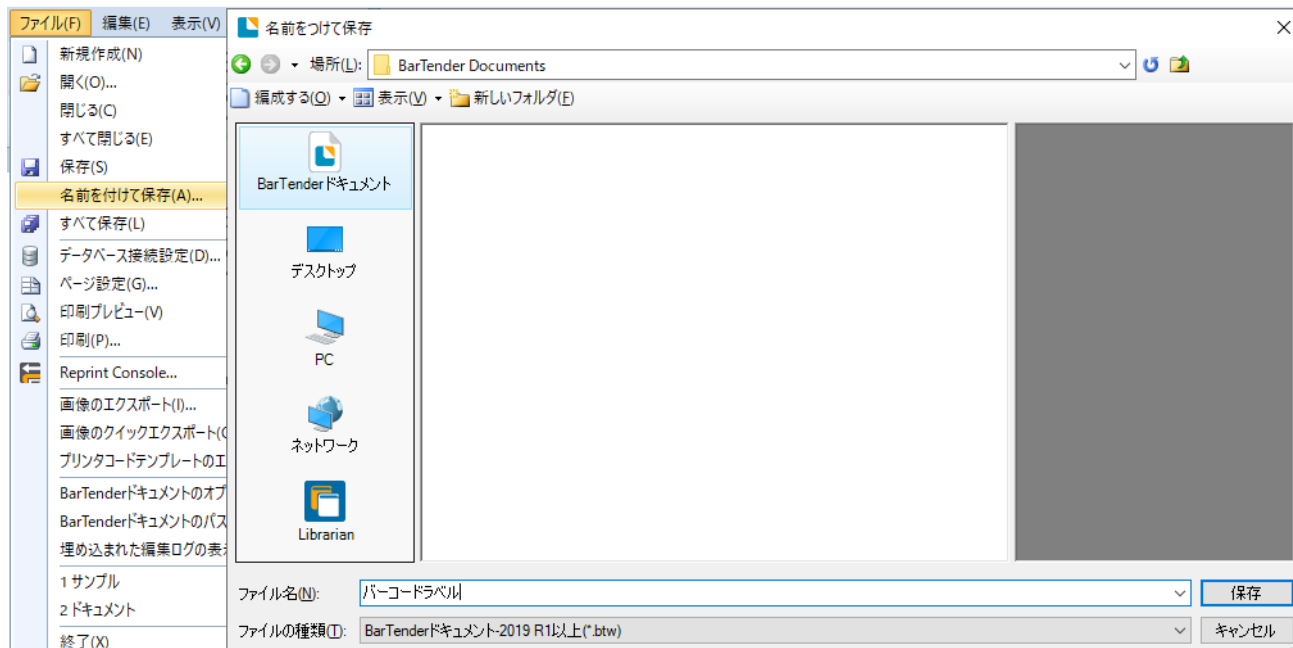 ファイル(F) 編集(E) 表示(V)
新規作成(N)
開く(O)...
閉じる(C)
すべて閉じる(E)
保存(S)
名前を付けて保存(A)...
すべて保存(L)
データベース接続設定(D)...
ページ設定(G)...
印刷プレビュー(V)
印刷(P)...
Reprint Console...
画像のエクスポート(I)...
画像のクイックエクスポート(
プリンタコードテンプレートのエ
BarTenderドキュメントのオプ
BarTenderドキュメントのパス
埋め込まれた編集ログの表
1 サンプル
2 ドキュメント
終了(X)
名前をつけて保存
場所(L): BarTender Documents
編成する(O) 表示(V) 新しいフォルダ(F)
BarTenderドキュメント
デスクトップ
PC
ネットワーク
Librarian
ファイル名(N): バーコードラベル 保存
ファイルの種類(T): BarTenderドキュメント-2019 R1以上(*.btw) キャンセル